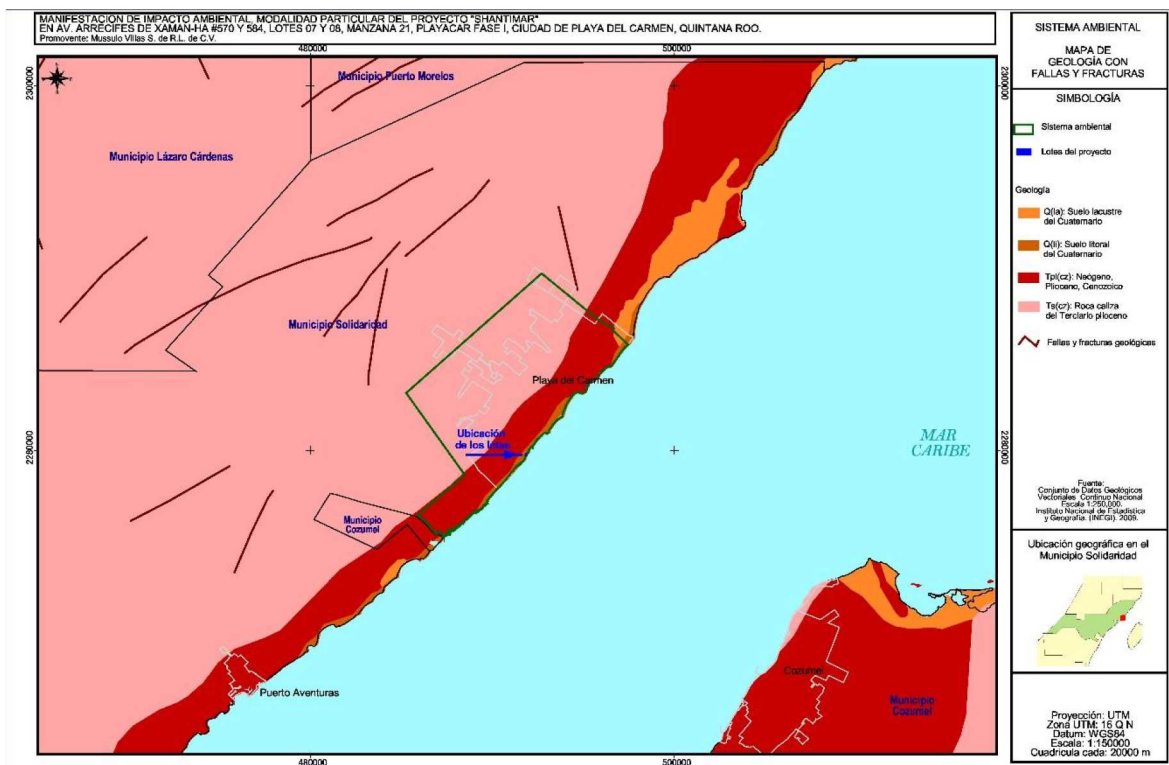 MANIFESTACIÓN DE IMPACTO AMBIENTAL, MODALIDAD PARTICULAR DEL PROYECTO "SHANTIMAR"
EN AV. ARRECIFES DE XAMAN-HA #570 Y 584, LOTES 07 Y 08, MANZANA 21, PLAYACAR FASE I, CIUDAD DE PLAYA DEL CARMEN, QUINTANA ROO.
Promovente: Mussulo Villas S. de R.L. de C.V.
480000
500000
2300000
2300000
Municipio Puerto Morelos
Municipio Lázaro Cárdenas
Municipio Solidaridad
Playa del Carmen
Ubicación
de los lotes
2280000
2280000
MAR
CARIBE
Municipio
Cozumel
Puerto Aventuras
Cozumel
Municipio
Cozumel
480000
500000
SISTEMA AMBIENTAL
MAPA DE
GEOLOGÍA CON
FALLAS Y FRACTURAS
SIMBOLOGÍA
Sistema ambiental
Lotes del proyecto
Geología
Q(la): Suelo lacustre
del Cuaternario
Q(li): Suelo litoral
del Cuaternario
Tpl(cz): Neógeno,
Plioceno, Cenozoico
Ts(cz): Roca caliza
del Terciario plioceno
Fallas y fracturas geológicas
Fuente:
Conjunto de Datos Geológicos
Vectoriales Continuo Nacional
Escala 1:250,000.
Instituto Nacional de Estadística
y Geografía. (INEGI). 2009.
Ubicación geográfica en el
Municipio Solidaridad
Proyección: UTM
Zona UTM: 16 Q N
Datum: WGS84
Escala: 1:150000
Cuadrícula cada: 20000 m